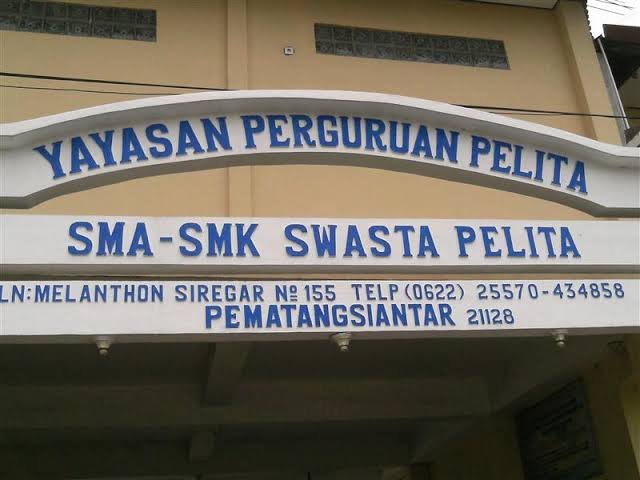 YAYASAN PERGURUAN PELITA
SMA-SMK SWASTA PELITA
LN:MELANTHON SIREGAR Nº 155 TELP (0622) 25570-434858
PEMATANGSIANTAR 21128